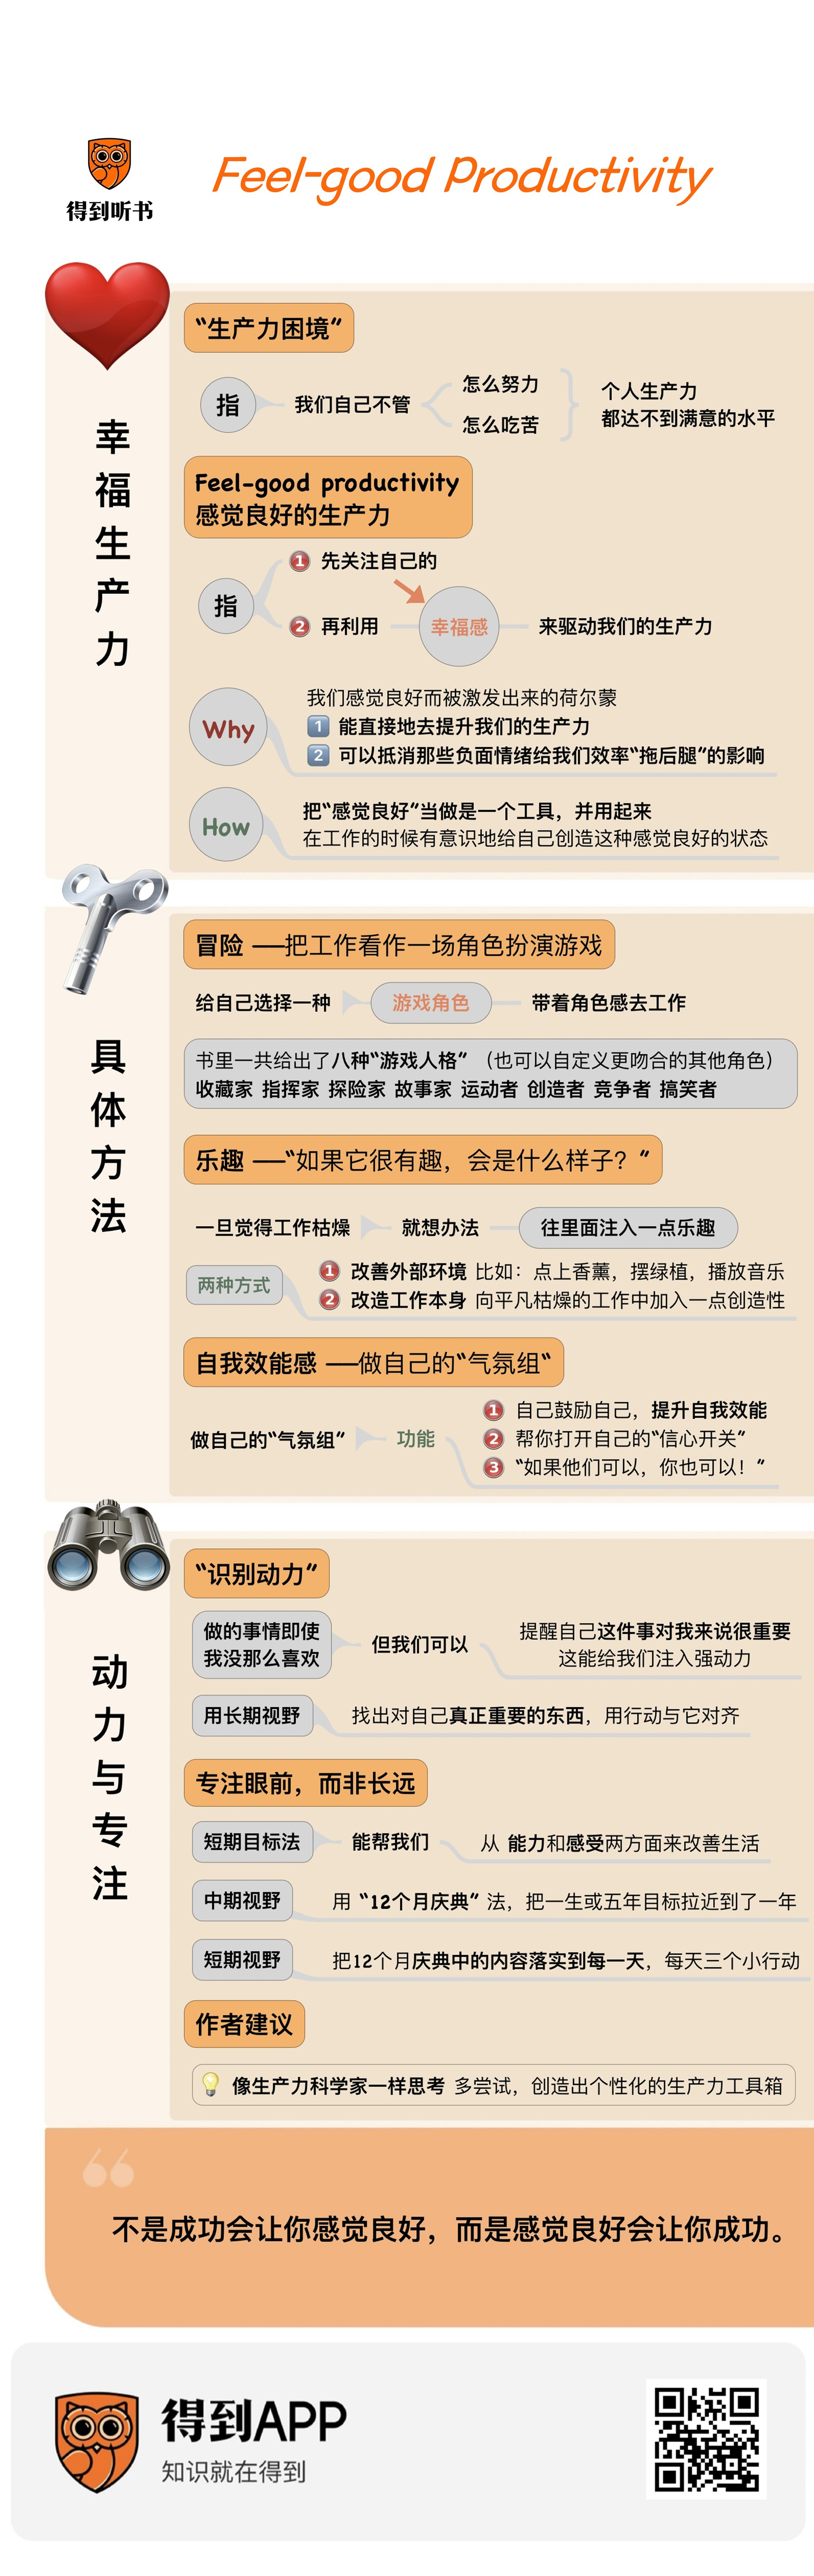 得到听书
Feel-good Productivity
幸福生产力
“生产力困境”
指
我们自己不管
怎么努力
怎么吃苦
个人生产力
都达不到满意的水平
Feel-good productivity
感觉良好的生产力
指
1 先关注自己的
2 再利用
幸福感
来驱动我们的生产力
Why
我们感觉良好而被激发出来的荷尔蒙
1 能直接地去提升我们的生产力
2 可以抵消那些负面情绪给我们效率“拖后腿”的影响
How
把“感觉良好”当做是一个工具，并用起来
在工作的时候有意识地给自己创造这种感觉良好的状态
具体方法
冒险 ——把工作看作一场角色扮演游戏
给自己选择一种
游戏角色
带着角色感去工作
书里一共给出了八种“游戏人格”（也可以自定义更吻合的其他角色）
收藏家 指挥家 探险家 故事家 运动者 创造者 竞争者 搞笑者
乐趣 ——“如果它很有趣，会是什么样子？”
一旦觉得工作枯燥
就想办法
往里面注入一点乐趣
两种方式
1 改善外部环境 比如：点上香薰，摆绿植，播放音乐
2 改造工作本身 向平凡枯燥的工作中加入一点创造性
自我效能感 ——做自己的“气氛组“
做自己的“气氛组”
功能
1 自己鼓励自己，提升自我效能
2 帮你打开自己的“信心开关”
3 “如果他们可以，你也可以！”
动力与专注
“识别动力”
做的事情即使
我没那么喜欢
但我们可以
提醒自己这件事对我来说很重要
这能给我们注入强动力
用长期视野
找出对自己真正重要的东西，用行动与它对齐
专注眼前，而非长远
短期目标法
能帮我们
从 能力和感受两方面来改善生活
中期视野
用 “12个月庆典” 法，把一生或五年目标拉近到了一年
短期视野
把12个月庆典中的内容落实到每一天，每天三个小行动
作者建议
像生产力科学家一样思考 多尝试，创造出个性化的生产力工具箱
不是成功会让你感觉良好，而是感觉良好会让你成功。
得到APP
知识就在得到